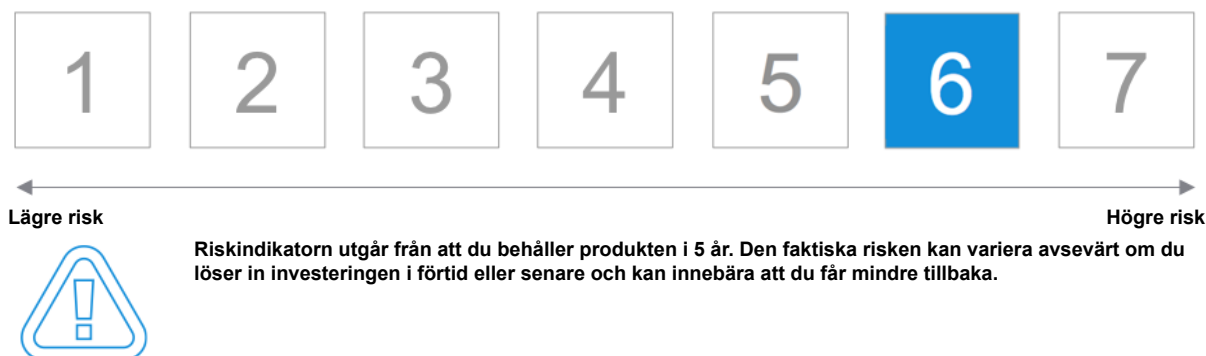 1 2 3 4 5 6 7
Lägre risk Högre risk
Riskindikatorn utgår från att du behåller produkten i 5 år. Den faktiska risken kan variera avsevärt om du
löser in investeringen i förtid eller senare och kan innebära att du får mindre tillbaka.